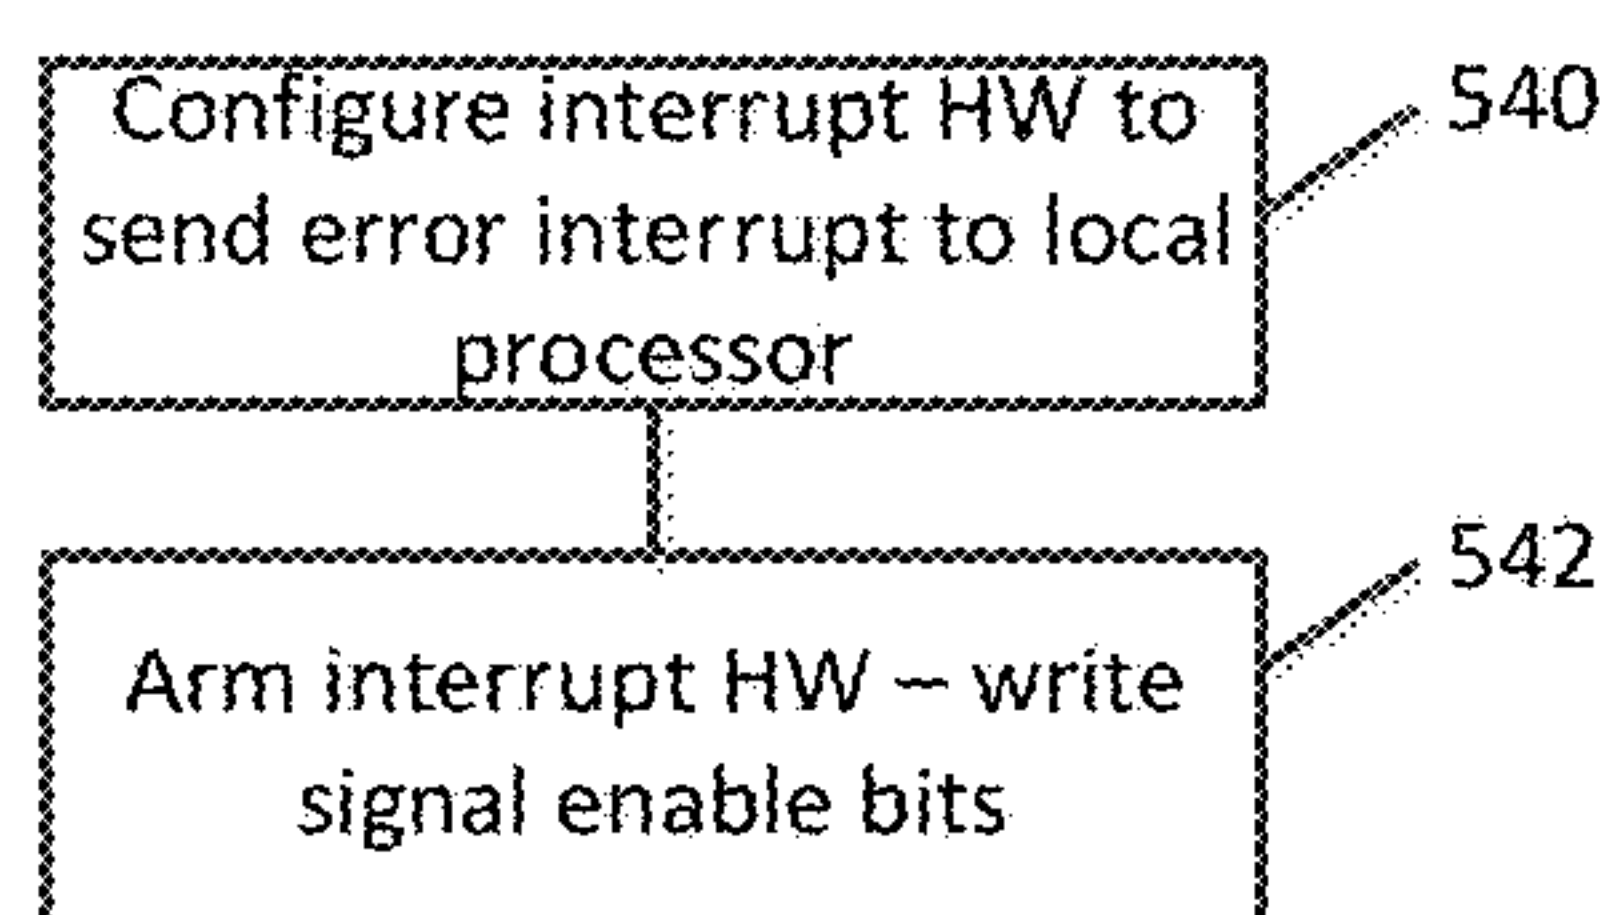 Configure interrupt HW to
send error interrupt to local
processor
540
Arm interrupt HW – write
signal enable bits
542